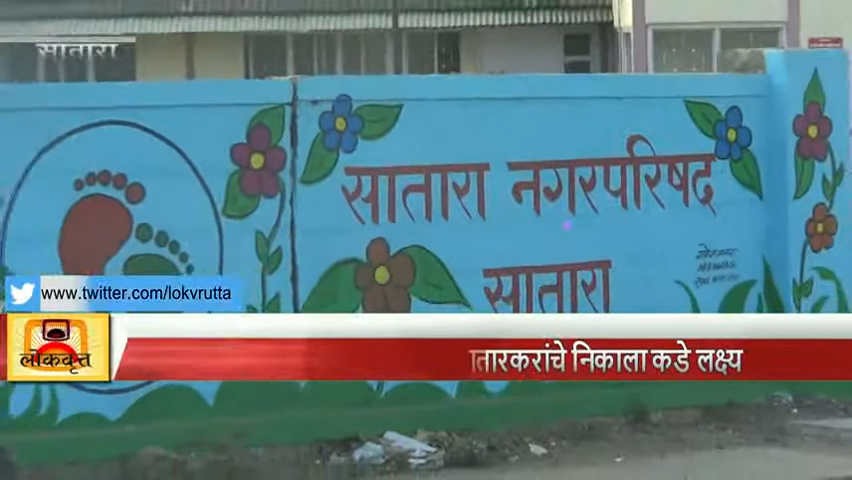 सातारा
सातारा नगरपरिषद
सातारा
www.twitter.com/lokvrutta
लोकवृत्त
तारकरांचे निकाला कडे लक्ष्य